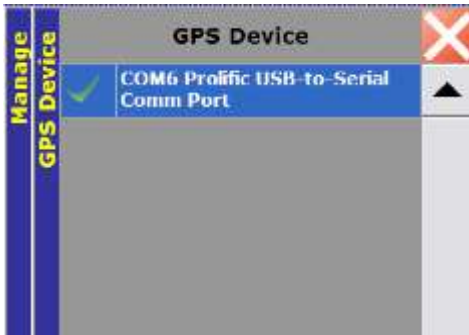 Manage
GPS Device
GPS Device
COM6 Prolific USB-to-Serial
Comm Port